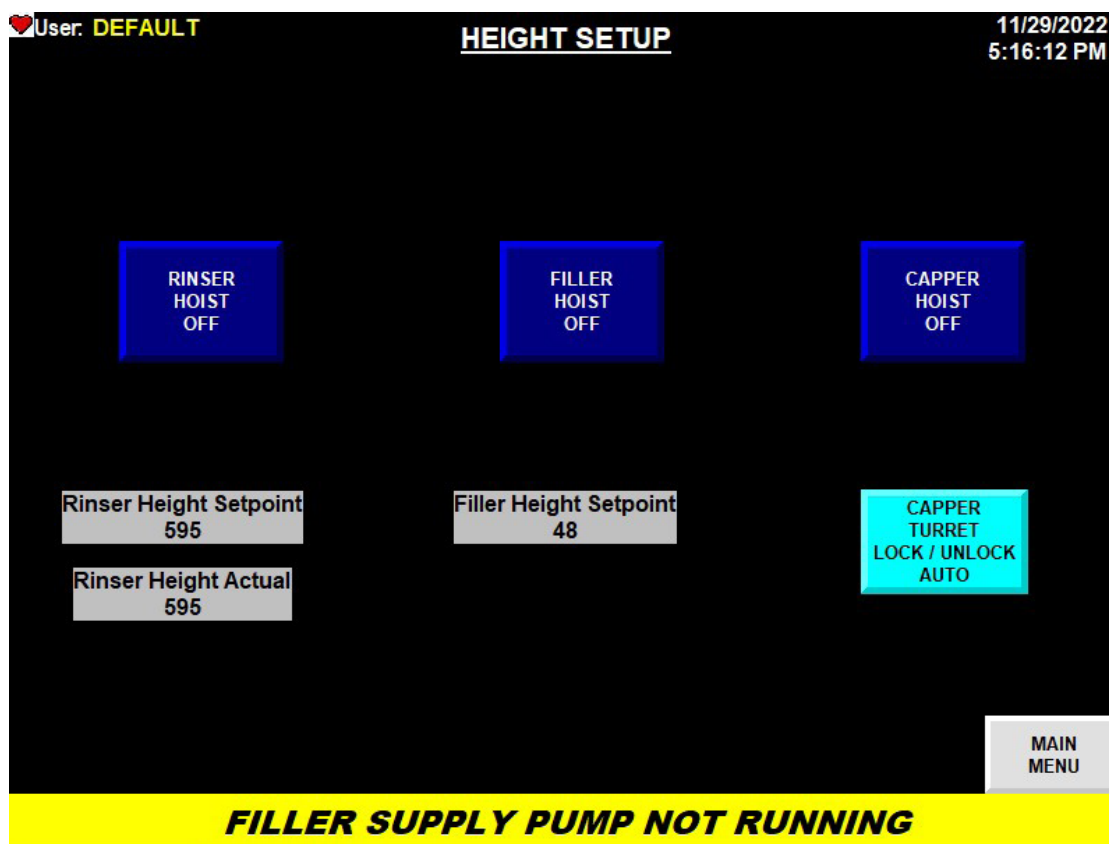 User: DEFAULT
HEIGHT SETUP
11/29/2022
5:16:12 PM
RINSER
HOIST
OFF
FILLER
HOIST
OFF
CAPPER
HOIST
OFF
Rinser Height Setpoint
595
Filler Height Setpoint
48
CAPPER
TURRET
LOCK / UNLOCK
AUTO
Rinser Height Actual
595
MAIN
MENU
FILLER SUPPLY PUMP NOT RUNNING